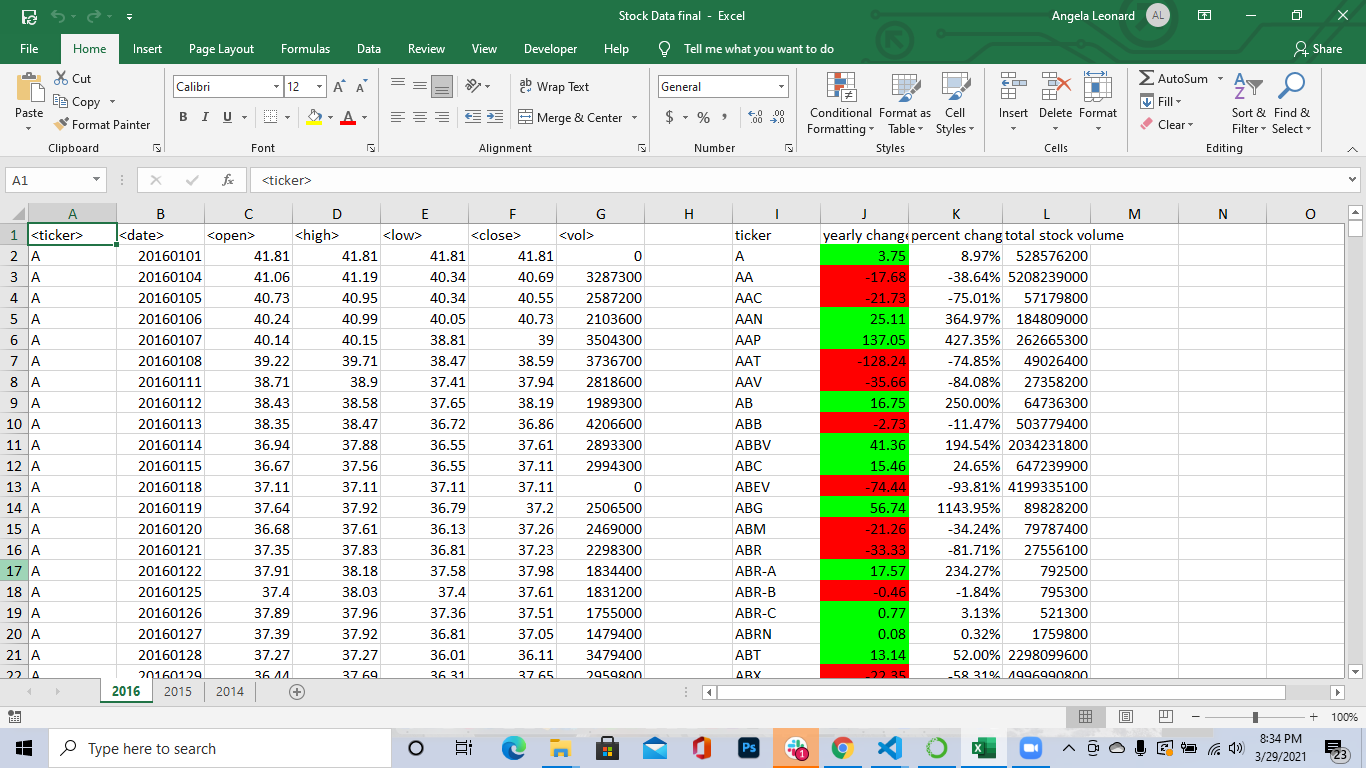 Stock Data final - Excel
Angela Leonard AL
File Home Insert Page Layout Formulas Data Review View Developer Help Tell me what you want to do Share
Paste Cut Copy Format Painter Clipboard
Calibri 12 A A B I U A Font
ab Wrap Text Merge & Center Alignment
General $ % , Number
Conditional Formatting Format as Table Cell Styles Styles
Insert Delete Format Cells
AutoSum Fill Clear Sort & Filter Find & Select Editing
A1 fx <ticker>
A B C D E F G H I J K L M N O
1 <ticker> <date> <open> <high> <low> <close> <vol> ticker yearly change percent chang total stock volume
2 A 20160101 41.81 41.81 41.81 41.81 0 A 3.75 8.97% 528576200
3 A 20160104 41.06 41.19 40.34 40.69 3287300 AA -17.68 -38.64% 5208239000
4 A 20160105 40.73 40.95 40.34 40.55 2587200 AAC -21.73 -75.01% 57179800
5 A 20160106 40.24 40.99 40.05 40.73 2103600 AAN 25.11 364.97% 184809000
6 A 20160107 40.14 40.15 38.81 39 3504300 AAP 137.05 427.35% 262665300
7 A 20160108 39.22 39.71 38.47 38.59 3736700 AAT -128.24 -74.85% 49026400
8 A 20160111 38.71 38.9 37.41 37.94 2818600 AAV -35.66 -84.08% 27358200
9 A 20160112 38.43 38.58 37.65 38.19 1989300 AB 16.75 250.00% 64736300
10 A 20160113 38.35 38.47 36.72 36.86 4206600 ABB -2.73 -11.47% 503779400
11 A 20160114 36.94 37.88 36.55 37.61 2893300 ABBV 41.36 194.54% 2034231800
12 A 20160115 36.67 37.56 36.55 37.11 2994300 ABC 15.46 24.65% 647239900
13 A 20160118 37.11 37.11 37.11 37.11 0 ABEV -74.44 -93.81% 4199335100
14 A 20160119 37.64 37.92 36.79 37.2 2506500 ABG 56.74 1143.95% 89828200
15 A 20160120 36.68 37.61 36.13 37.26 2469000 ABM -21.26 -34.24% 79787400
16 A 20160121 37.35 37.83 36.81 37.23 2298300 ABR -33.33 -81.71% 27556100
17 A 20160122 37.91 38.18 37.58 37.98 1834400 ABR-A 17.57 234.27% 792500
18 A 20160125 37.4 38.03 37.4 37.61 1831200 ABR-B -0.46 -1.84% 795300
19 A 20160126 37.89 37.96 37.36 37.51 1755000 ABR-C 0.77 3.13% 521300
20 A 20160127 37.39 37.92 36.81 37.05 1479400 ABRN 0.08 0.32% 1759800
21 A 20160128 37.27 37.27 36.01 36.11 3479400 ABT 13.14 52.00% 2298099600
22 A 20160129 36.44 37.69 36.31 37.65 2959800 ABX -22.35 -58.31% 4996990800
2016 2015 2014
100%
Type here to search Ps 1 8:34 PM
3/29/2021 23